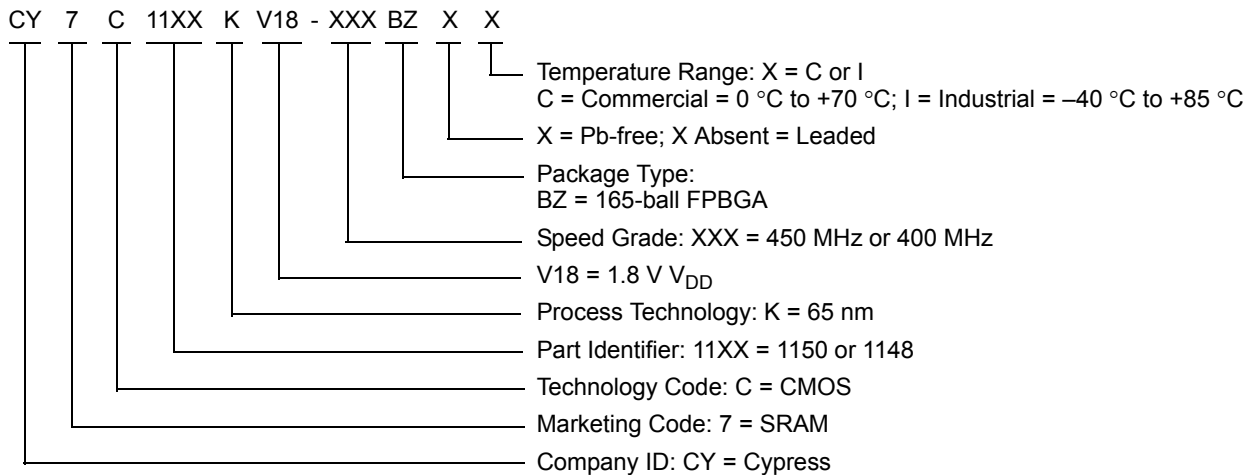 CY 7 C 11XX K V18 - XXX BZ X X
Temperature Range: X = C or I
C = Commercial = 0 °C to +70 °C; I = Industrial = –40 °C to +85 °C
X = Pb-free; X Absent = Leaded
Package Type:
BZ = 165-ball FPBGA
Speed Grade: XXX = 450 MHz or 400 MHz
V18 = 1.8 V VDD
Process Technology: K = 65 nm
Part Identifier: 11XX = 1150 or 1148
Technology Code: C = CMOS
Marketing Code: 7 = SRAM
Company ID: CY = Cypress